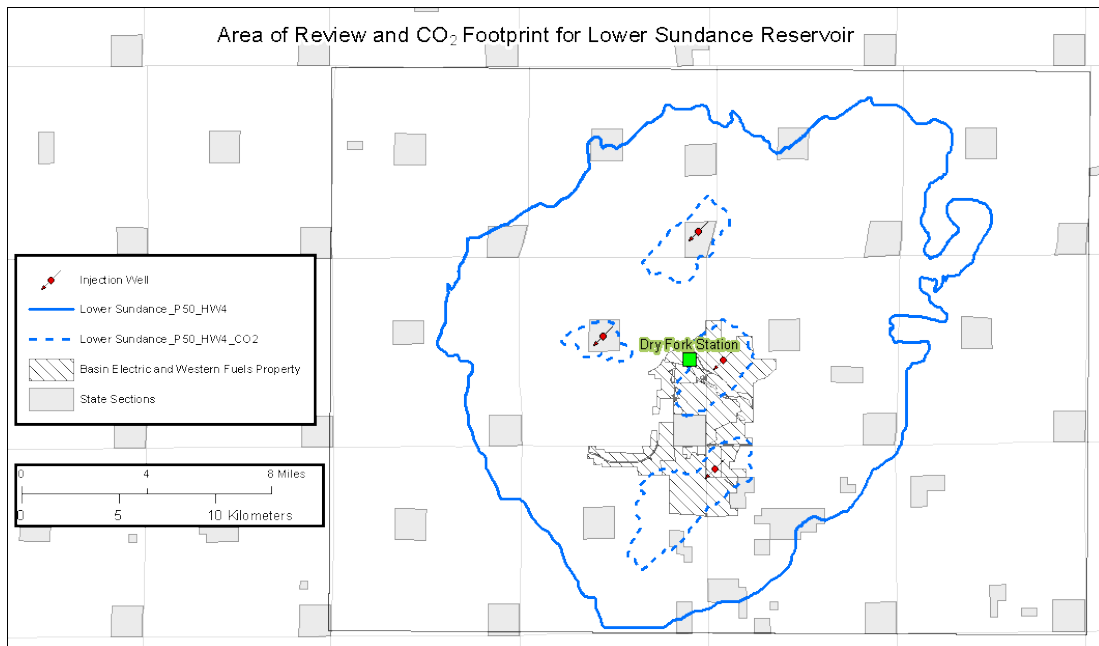 Area of Review and CO₂ Footprint for Lower Sundance Reservoir
Injection Well
Lower Sundance_P50_HW4
Lower Sundance_P50_HW4_CO2
Basin Electric and Western Fuels Property
State Sections
Dry Fork Station
0 4 8 Miles
0 5 10 Kilometers